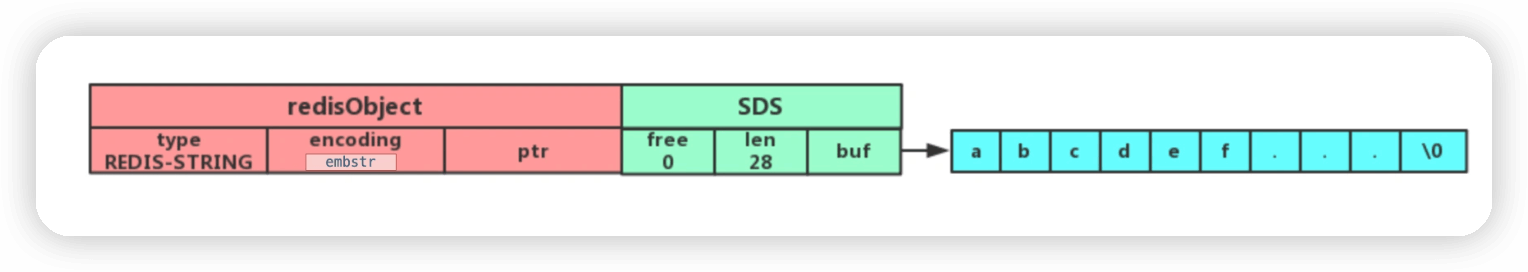 redisObject SDS
type encoding ptr free len buf a b c d e f . . . \0
REDIS-STRING embstr 0 28